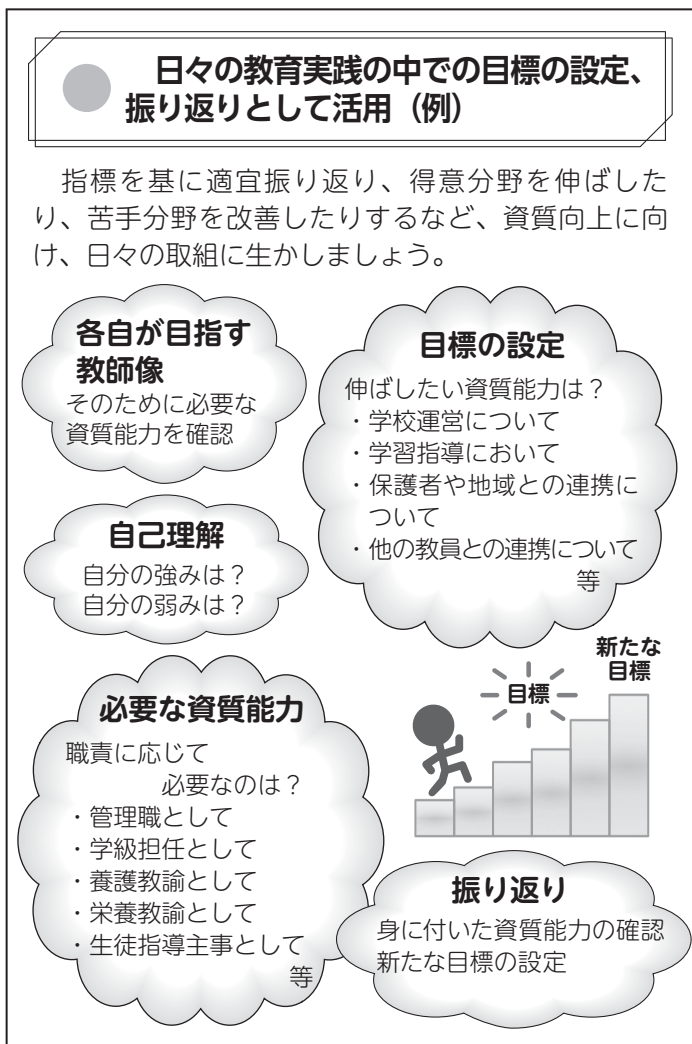 日々の教育実践の中での目標の設定、
振り返りとして活用（例）
指標を基に適宜振り返り、得意分野を伸ばした
り、苦手分野を改善したりするなど、資質向上に向
け、日々の取組に生かしましょう。
各自が目指す
教師像
そのために必要な
資質能力を確認
目標の設定
伸ばしたい資質能力は？
・学校運営について
・学習指導において
・保護者や地域との連携に
ついて
・他の教員との連携について
等
自己理解
自分の強みは？
自分の弱みは？
必要な資質能力
職責に応じて
必要なのは？
・管理職として
・学級担任として
・養護教諭として
・栄養教諭として
・生徒指導主事として
等
目標
新たな
目標
振り返り
身に付いた資質能力の確認
新たな目標の設定